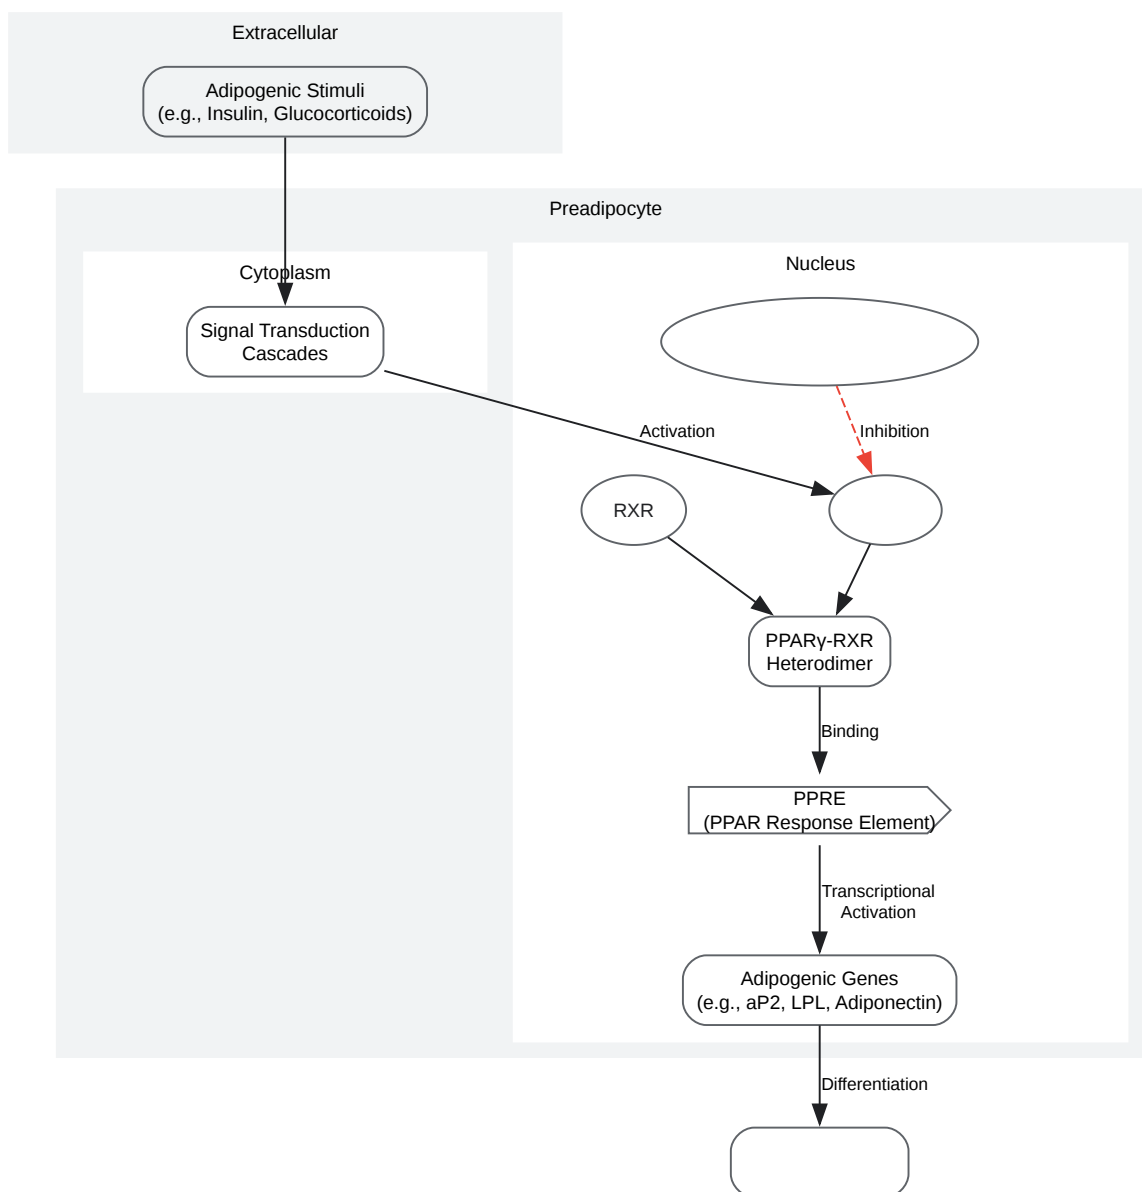 Extracellular
Adipogenic Stimuli
(e.g., Insulin, Glucocorticoids)
Preadipocyte
Cytoplasm
Nucleus
Signal Transduction
Cascades
Activation
Inhibition
RXR
PPARγ-RXR
Heterodimer
Binding
PPRE
(PPAR Response Element)
Transcriptional
Activation
Adipogenic Genes
(e.g., aP2, LPL, Adiponectin)
Differentiation